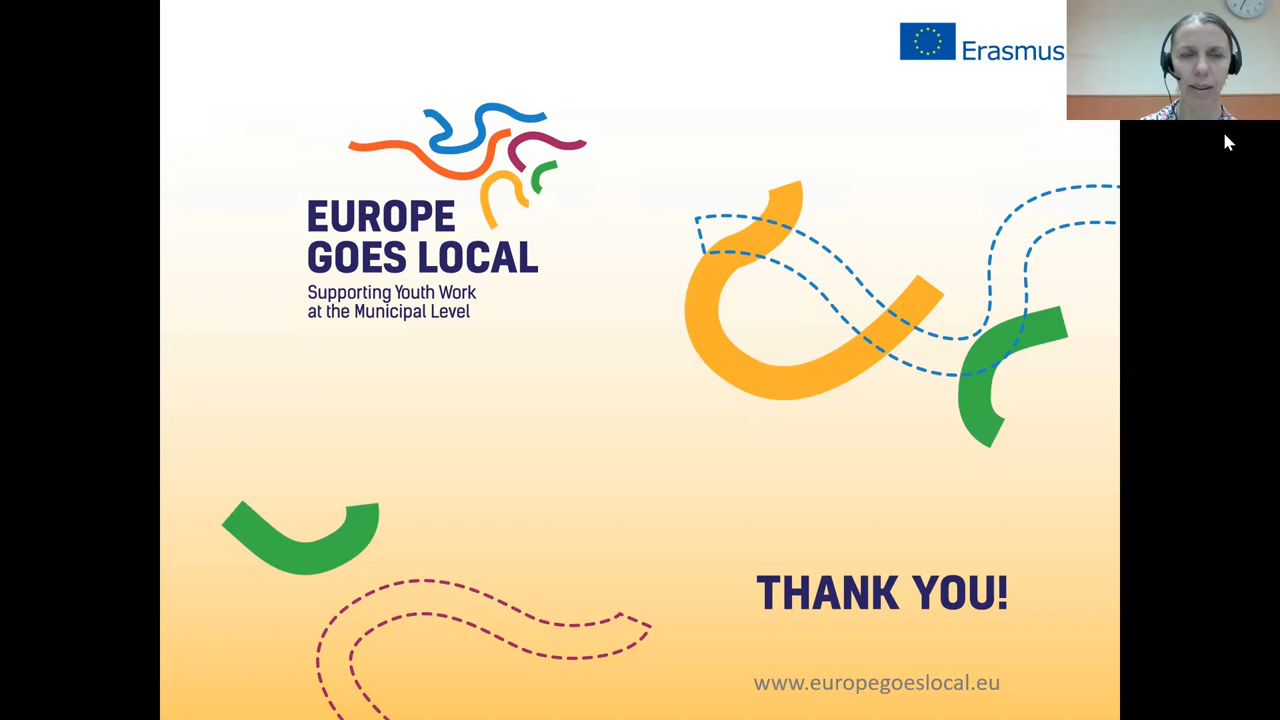 Erasmus
EUROPE
GOES LOCAL
Supporting Youth Work
at the Municipal Level
THANK YOU!
www.europegoeslocal.eu